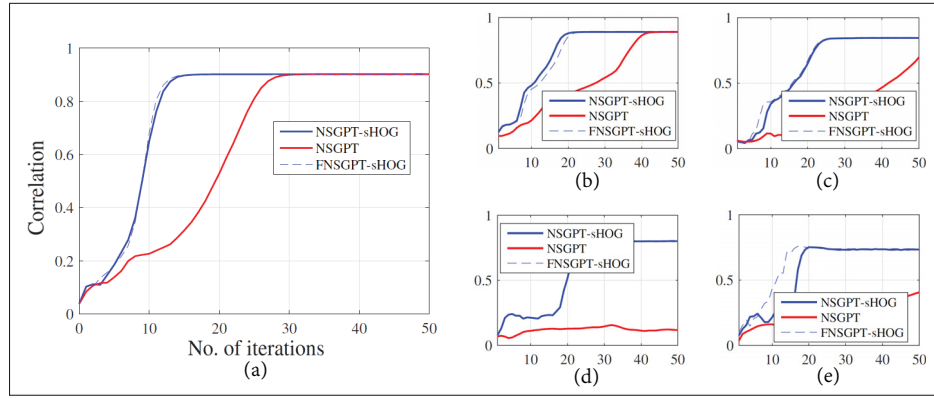 1
0.8
0.6
0.4
0.2
0
Correlation
0 10 20 30 40 50
No. of iterations
NSGPT-sHOG
NSGPT
FNSGPT-sHOG
(a)
1
0.5
0
10 20 30 40 50
NSGPT-sHOG
NSGPT
FNSGPT-sHOG
(b)
1
0.5
0
10 20 30 40 50
NSGPT-sHOG
NSGPT
FNSGPT-sHOG
(c)
1
0.5
0
10 20 30 40 50
NSGPT-sHOG
NSGPT
FNSGPT-sHOG
(d)
1
0.5
0
10 20 30 40 50
NSGPT-sHOG
NSGPT
FNSGPT-sHOG
(e)